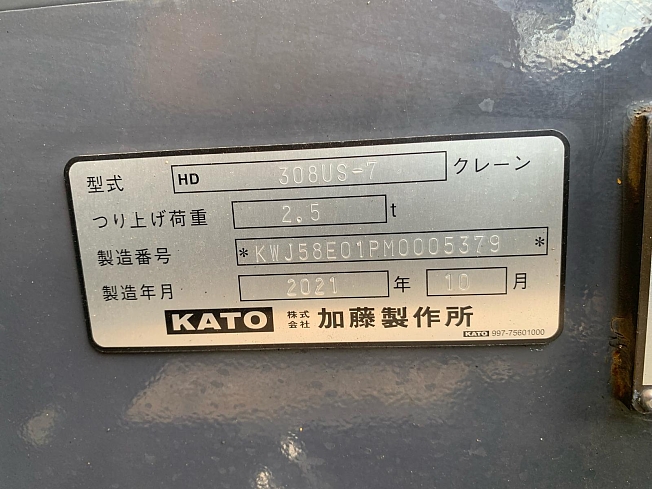 型式 HD 308US-7 クレーン
つり上げ荷重 2.5 t
製造番号 *KWJ58E01PM0005379 *
製造年月 2021 年 10 月
KATO 株式会社 加藤製作所
KATO 997-75601000